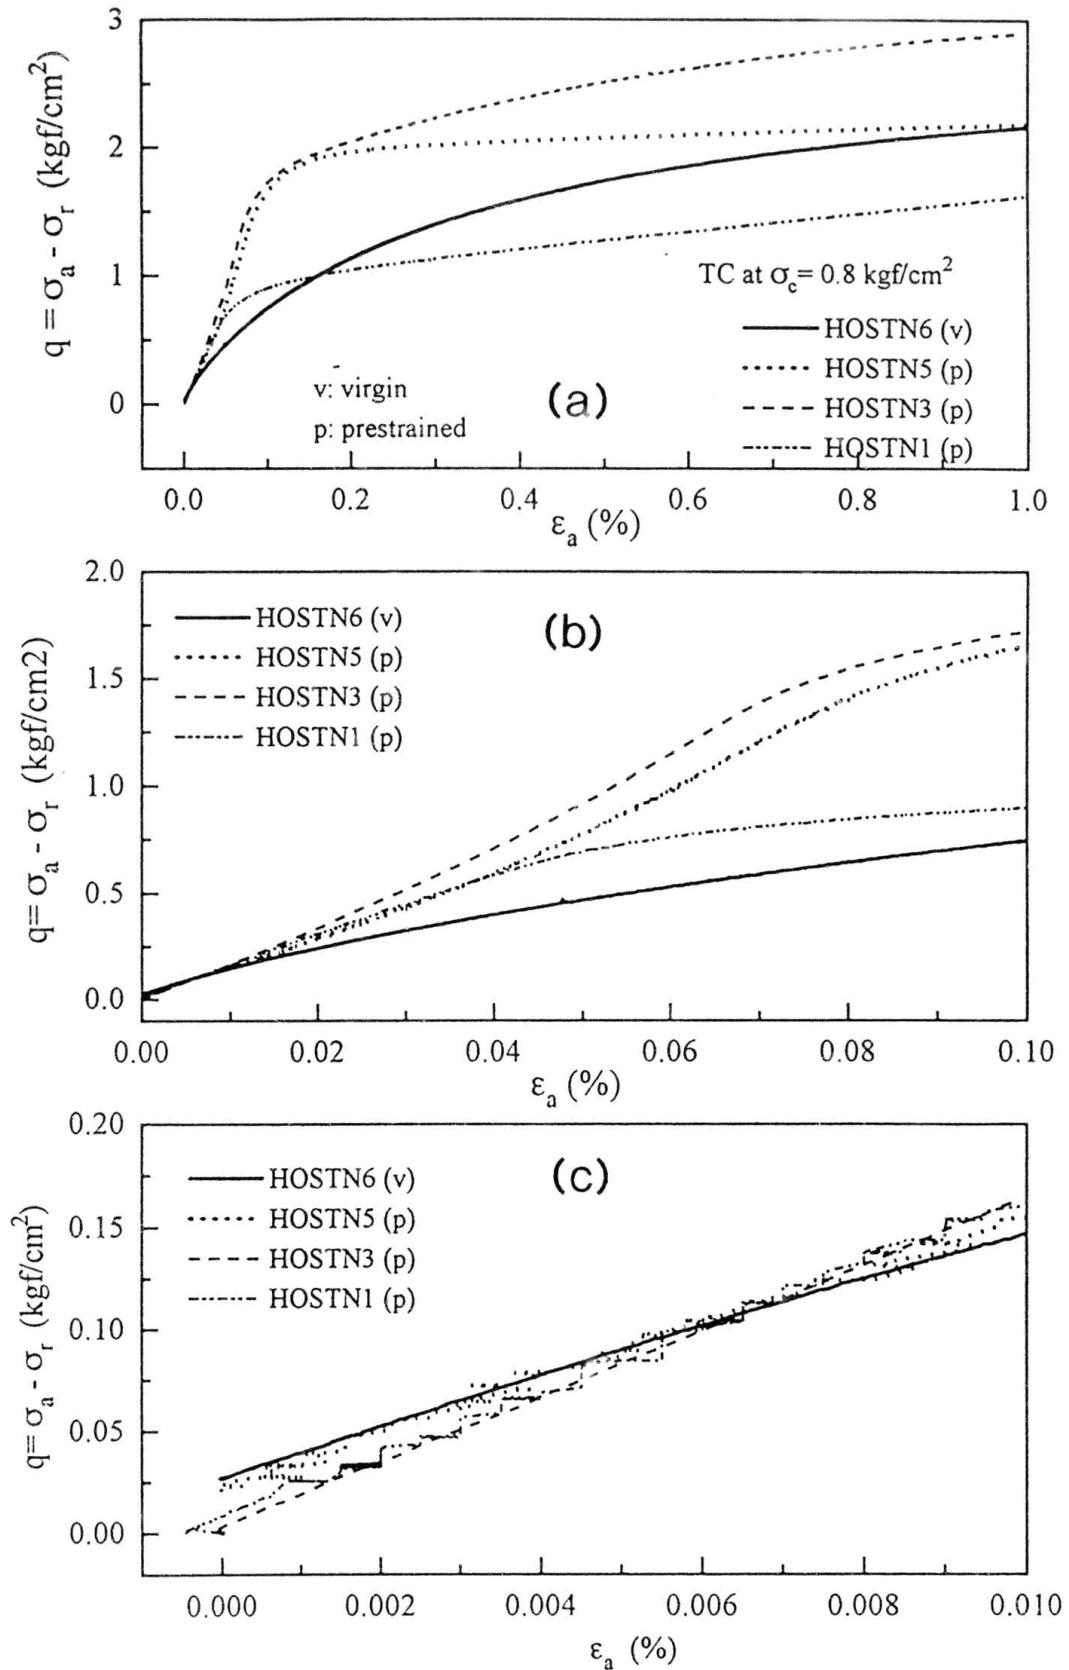 3
2
1
0
q = σa - σr (kgf/cm²)
TC at σc= 0.8 kgf/cm²
HOSTN6 (v)
HOSTN5 (p)
HOSTN3 (p)
HOSTN1 (p)
v: virgin
p: prestrained
(a)
0.0 0.2 0.4 0.6 0.8 1.0
εa (%)
2.0
1.5
1.0
0.5
0.0
q= σa - σr (kgf/cm2)
HOSTN6 (v)
HOSTN5 (p)
HOSTN3 (p)
HOSTN1 (p)
(b)
0.00 0.02 0.04 0.06 0.08 0.10
εa (%)
0.20
0.15
0.10
0.05
0.00
q= σa - σr (kgf/cm²)
HOSTN6 (v)
HOSTN5 (p)
HOSTN3 (p)
HOSTN1 (p)
(c)
0.000 0.002 0.004 0.006 0.008 0.010
εa (%)